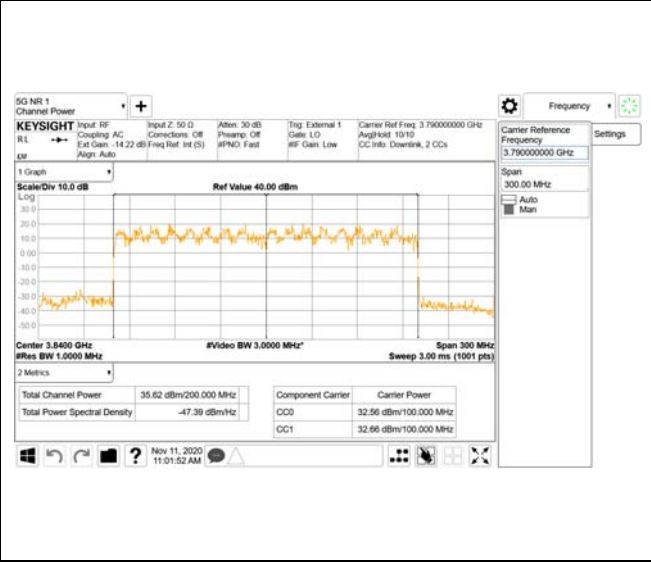 5G NR 1
Channel Power
Frequency
KEYSIGHT
RL
Input: RF
Coupling: AC
Ext Gain: -14.22 dB
Align: Auto
Input Z: 50 Ω
Corrections: Off
Freq Ref: Int (S)
Atten: 30 dB
Preamp: Off
#PNO: Fast
Trig: External 1
Gate: LO
#IF Gain: Low
Carrier Ref Freq: 3.790000000 GHz
Avg|Hold: 10/10
CC Info: Downlink, 2 CCs
Carrier Reference
Frequency
3.790000000 GHz
Settings
Span
300.00 MHz
Auto
Man
1 Graph
Scale/Div 10.0 dB
Ref Value 40.00 dBm
Log
30.0
20.0
10.0
0.00
-10.0
-20.0
-30.0
-40.0
-50.0
Center 3.8400 GHz
#Video BW 3.0000 MHz*
Span 300 MHz
#Res BW 1.0000 MHz
Sweep 3.00 ms (1001 pts)
2 Metrics
Total Channel Power 35.62 dBm/200.000 MHz
Total Power Spectral Density -47.39 dBm/Hz
Component Carrier Carrier Power
CC0 32.56 dBm/100.000 MHz
CC1 32.66 dBm/100.000 MHz
?
Nov 11, 2020
11:01:52 AM